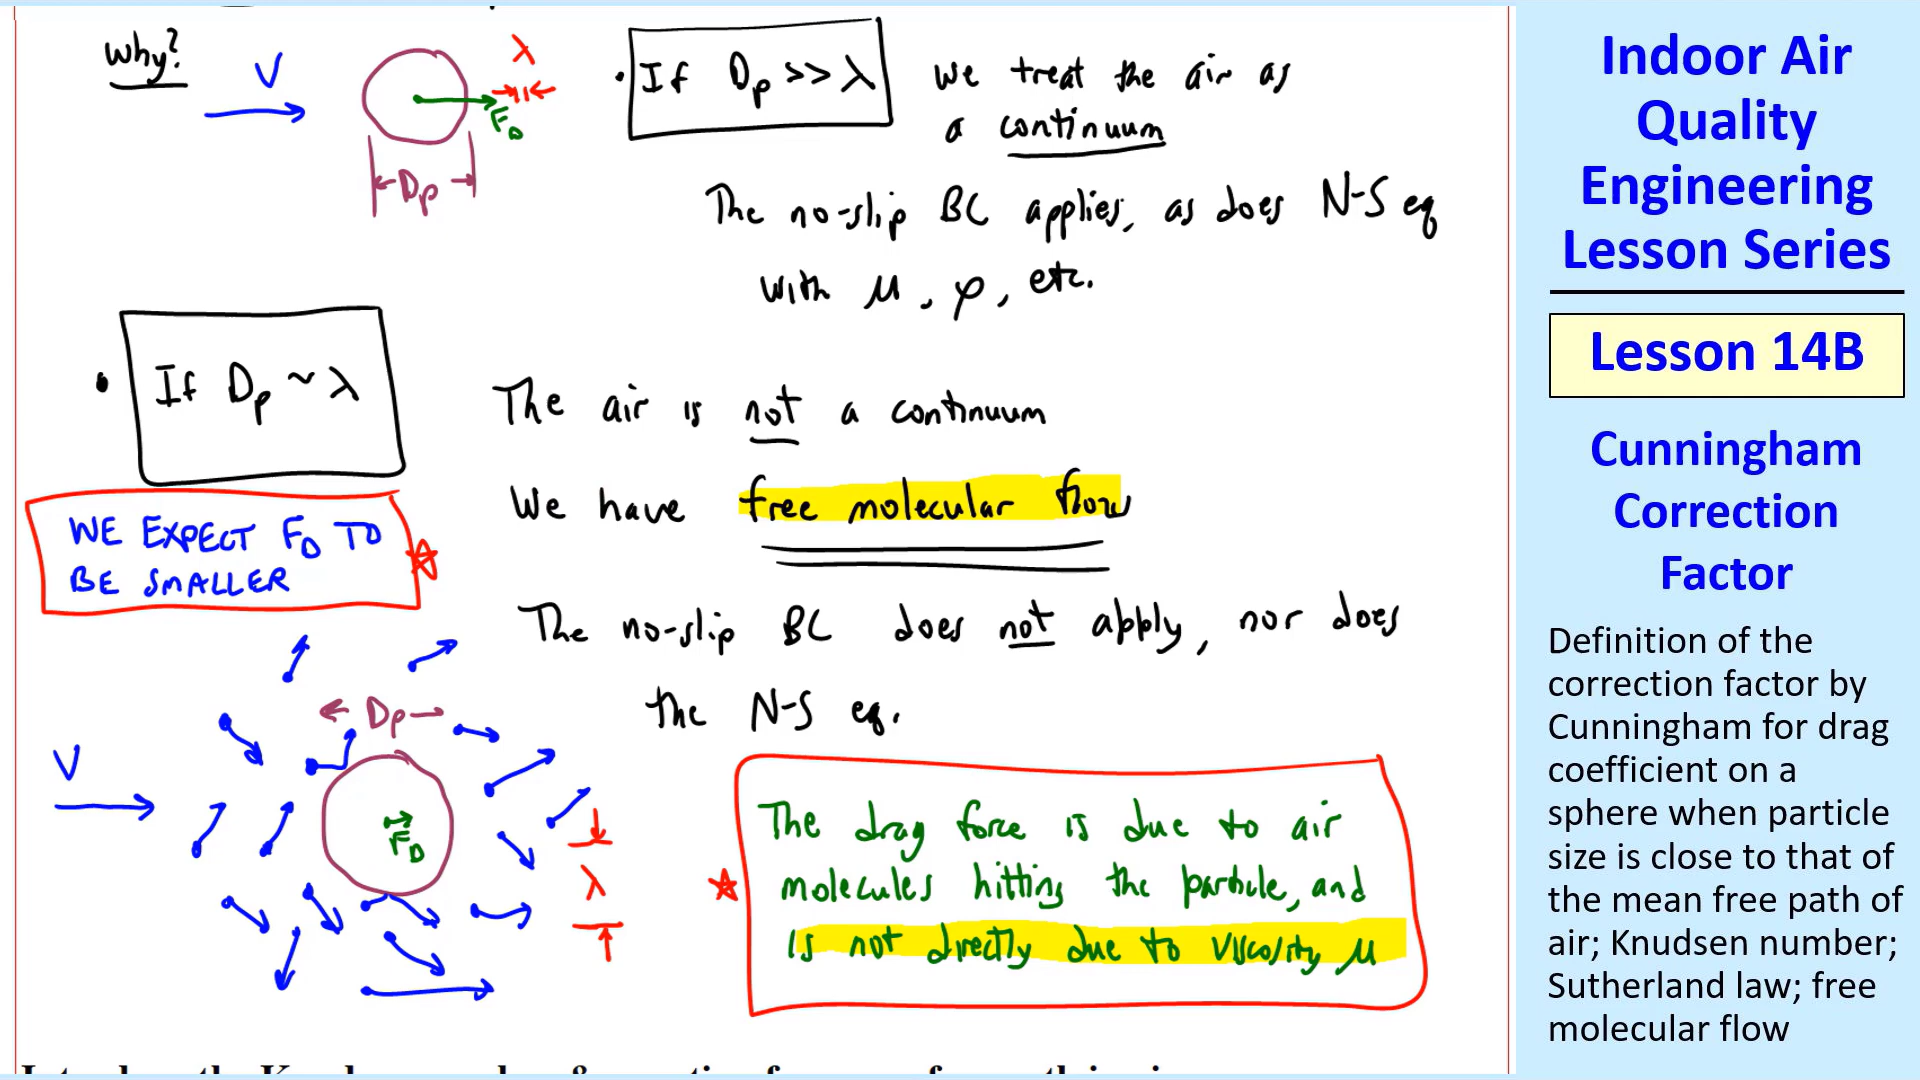 Why?
V
λ
F_D
D_p
• If D_p >> λ
We treat the air as
a continuum
The no-slip BC applies, as does N-S eq
with μ, ρ, etc.
• If D_p ~ λ
The air is not a continuum
We have free molecular flow
WE EXPECT F_D TO
BE SMALLER
The no-slip BC does not apply, nor does
the N-S eq.
D_p
V
F_D
λ
The drag force is due to air
molecules hitting the particle, and
is not directly due to viscosity μ
Indoor Air
Quality
Engineering
Lesson Series
Lesson 14B
Cunningham
Correction
Factor
Definition of the
correction factor by
Cunningham for drag
coefficient on a
sphere when particle
size is close to that of
the mean free path of
air; Knudsen number;
Sutherland law; free
molecular flow